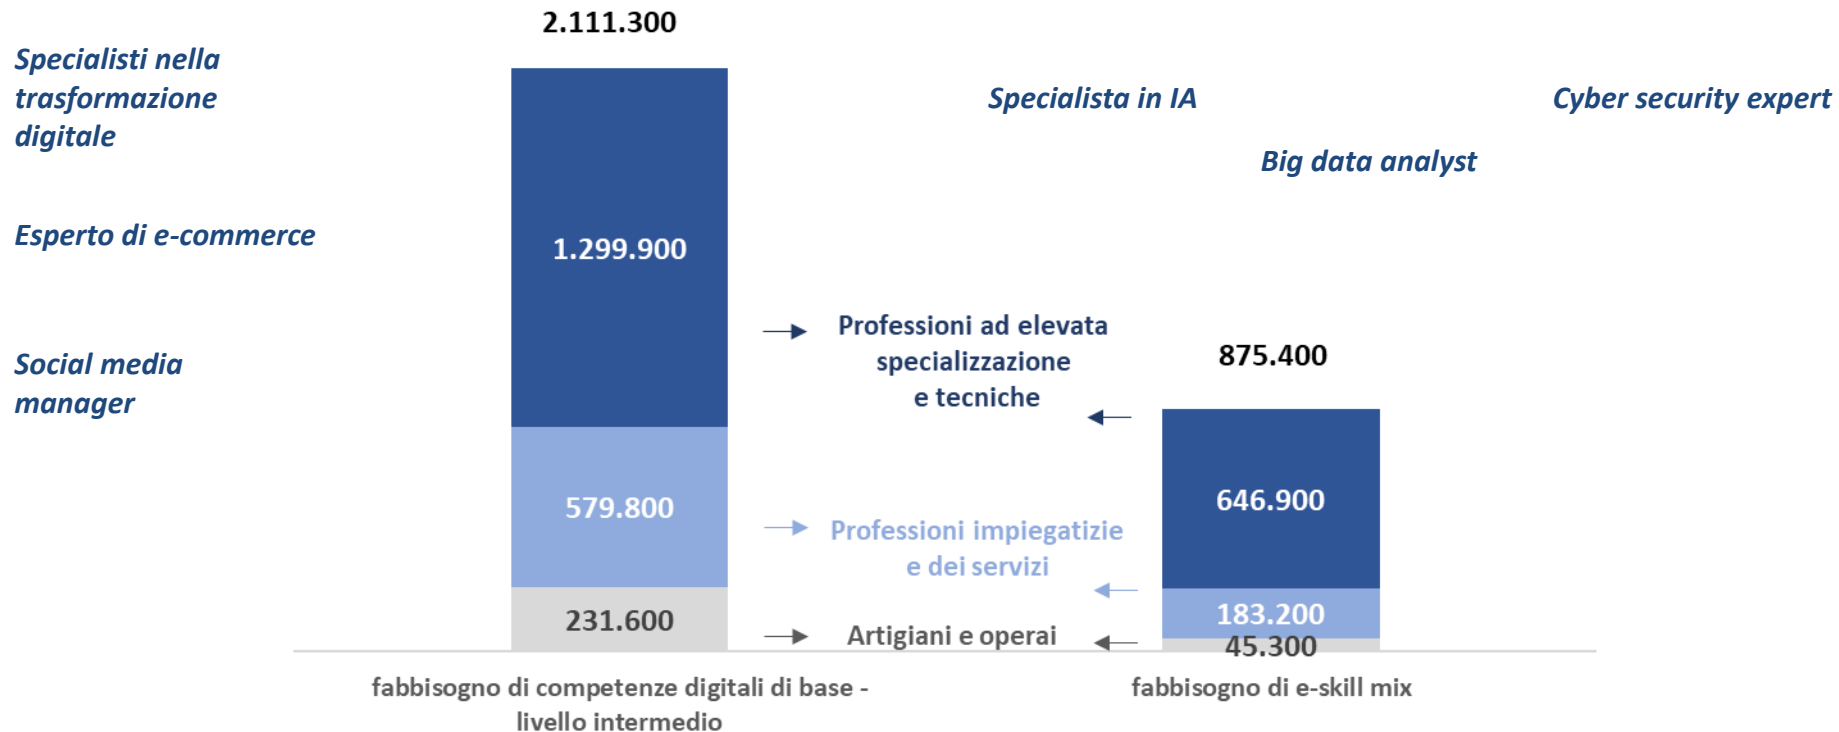 2.111.300
Specialisti nella
trasformazione
digitale
Specialista in IA
Cyber security expert
Big data analyst
Esperto di e-commerce
1.299.900
Professioni ad elevata
specializzazione
e tecniche
875.400
Social media
manager
579.800
646.900
Professioni impiegatizie
e dei servizi
231.600
183.200
Artigiani e operai
45.300
fabbisogno di competenze digitali di base -
livello intermedio
fabbisogno di e-skill mix